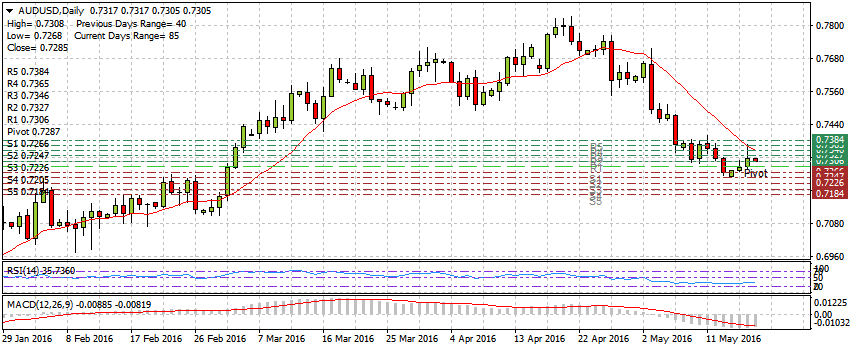 AUDUSD,Daily 0.7317 0.7317 0.7305 0.7305
High= 0.7308 Previous Days Range= 40
Low= 0.7268 Current Days Range= 85
Close= 0.7285
R5 0.7384
R4 0.7365
R3 0.7346
R2 0.7327
R1 0.7306
Pivot 0.7287
S1 0.7266
S2 0.7247
S3 0.7226
S4 0.7205
S5 0.7184
0.7800
0.7680
0.7560
0.7440
0.7384
0.7327
0.7306
Pivot
0.7247
0.7226
0.7184
0.7080
0.6960
RSI(14) 35.7360
100
50
MACD(12,26,9) -0.00885 -0.00819
0.01225
0.00
-0.01032
29 Jan 2016 8 Feb 2016 17 Feb 2016 26 Feb 2016 7 Mar 2016 16 Mar 2016 25 Mar 2016 4 Apr 2016 13 Apr 2016 22 Apr 2016 2 May 2016 11 May 2016